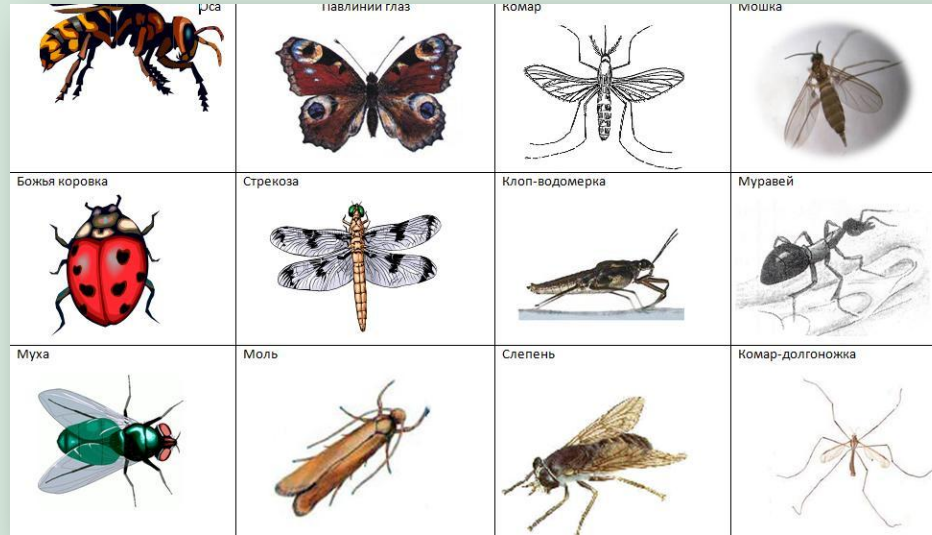 Оса
Павлиний глаз
Комар
Мошка
Божья коровка
Стрекоза
Клоп-водомерка
Муравей
Муха
Моль
Слепень
Комар-долгоножка